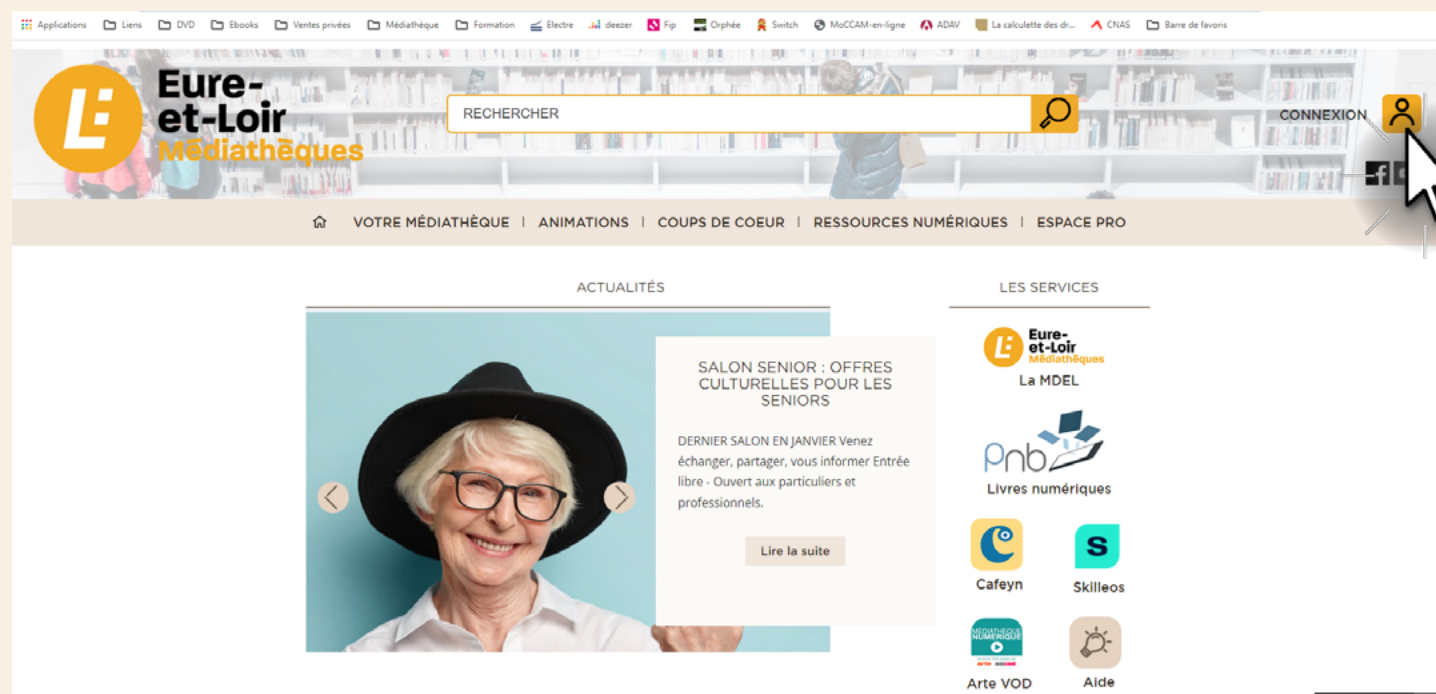 Applications Liens DVD Ebooks Ventes privées Médiathèque Formation Electre deezer Fip Orphée Switch MoCCAM-en-ligne ADAV La calculette des dr... CNAS Barre de favoris
Eure-
et-Loir
Médiathèques
RECHERCHER
CONNEXION
VOTRE MÉDIATHÈQUE | ANIMATIONS | COUPS DE COEUR | RESSOURCES NUMÉRIQUES | ESPACE PRO
ACTUALITÉS
SALON SENIOR : OFFRES
CULTURELLES POUR LES
SENIORS
DERNIER SALON EN JANVIER Venez
échanger, partager, vous informer Entrée
libre - Ouvert aux particuliers et
professionnels.
Lire la suite
LES SERVICES
Eure-
et-Loir
Médiathèques
La MDEL
Pnb
Livres numériques
Cafeyn
S
Skilleos
MEDIATHEQUE
NUMERIQUE
Arte VOD
Aide